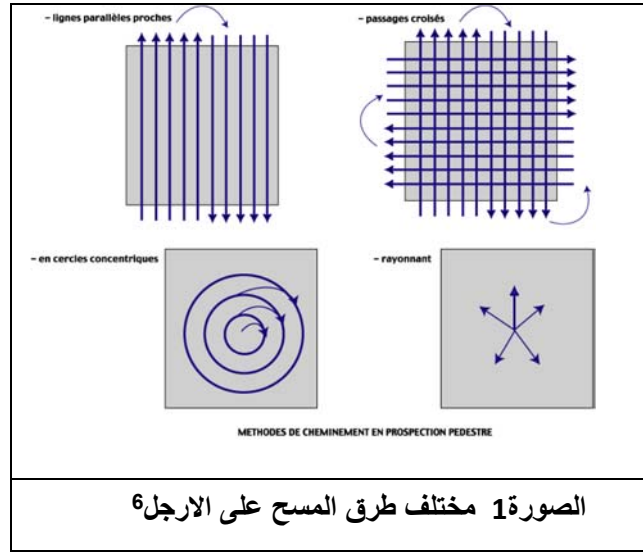 – lignes parallèles proches
– passages croisés
– en cercles concentriques
– rayonnant
METHODES DE CHEMINEMENT EN PROSPECTION PEDESTRE
الصورة1 مختلف طرق المسح على الارجل6